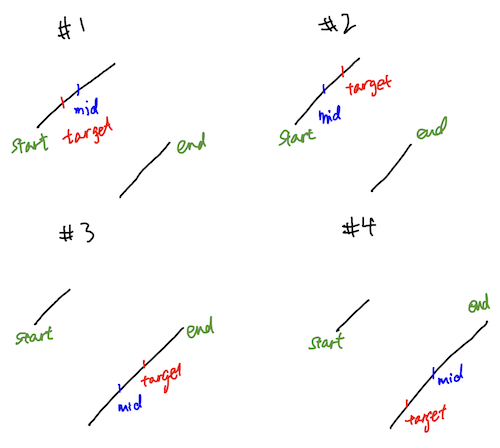 #1
mid
start
target
end
#2
target
mid
start
end
#3
start
end
target
mid
#4
end
start
mid
target